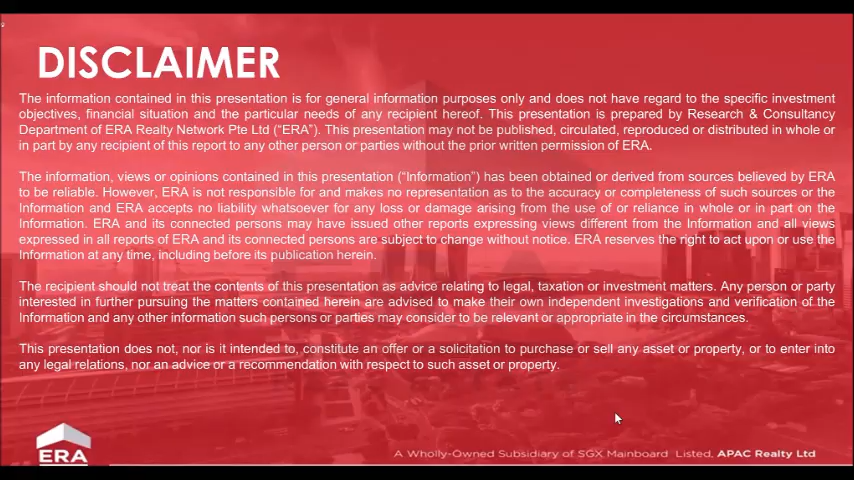 DISCLAIMER
The information contained in this presentation is for general information purposes only and does not have regard to the specific investment
objectives, financial situation and the particular needs of any recipient hereof. This presentation is prepared by Research & Consultancy
Department of ERA Realty Network Pte Ltd (“ERA”). This presentation may not be published, circulated, reproduced or distributed in whole or
in part by any recipient of this report to any other person or parties without the prior written permission of ERA.
The information, views or opinions contained in this presentation (“Information”) has been obtained or derived from sources believed by ERA
to be reliable. However, ERA is not responsible for and makes no representation as to the accuracy or completeness of such sources or the
Information and ERA accepts no liability whatsoever for any loss or damage arising from the use of or reliance in whole or in part on the
Information. ERA and its connected persons may have issued other reports expressing views different from the Information and all views
expressed in all reports of ERA and its connected persons are subject to change without notice. ERA reserves the right to act upon or use the
Information at any time, including before its publication herein.
The recipient should not treat the contents of this presentation as advice relating to legal, taxation or investment matters. Any person or party
interested in further pursuing the matters contained herein are advised to make their own independent investigations and verification of the
Information and any other information such persons or parties may consider to be relevant or appropriate in the circumstances.
This presentation does not, nor is it intended to, constitute an offer or a solicitation to purchase or sell any asset or property, or to enter into
any legal relations, nor an advice or a recommendation with respect to such asset or property.
ERA
A Wholly-Owned Subsidiary of SGX Mainboard Listed, APAC Realty Ltd